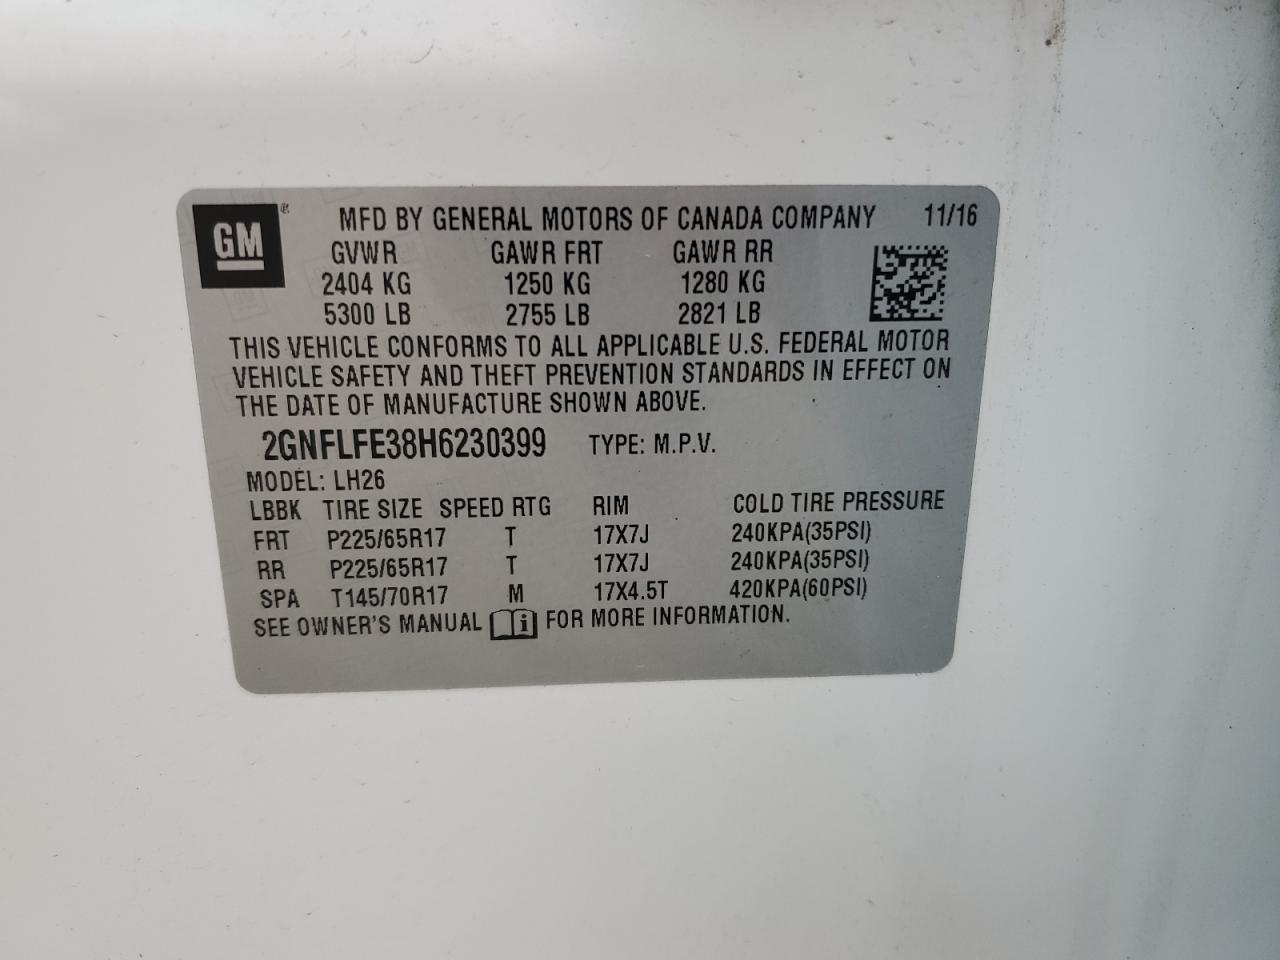 GM
MFD BY GENERAL MOTORS OF CANADA COMPANY 11/16
GVWR GAWR FRT GAWR RR
2404 KG 1250 KG 1280 KG
5300 LB 2755 LB 2821 LB
THIS VEHICLE CONFORMS TO ALL APPLICABLE U.S. FEDERAL MOTOR
VEHICLE SAFETY AND THEFT PREVENTION STANDARDS IN EFFECT ON
THE DATE OF MANUFACTURE SHOWN ABOVE.
2GNFLFE38H6230399 TYPE: M.P.V.
MODEL: LH26
LBBK TIRE SIZE SPEED RTG RIM COLD TIRE PRESSURE
FRT P225/65R17 T 17X7J 240KPA(35PSI)
RR P225/65R17 T 17X7J 240KPA(35PSI)
SPA T145/70R17 M 17X4.5T 420KPA(60PSI)
SEE OWNER'S MANUAL i FOR MORE INFORMATION.